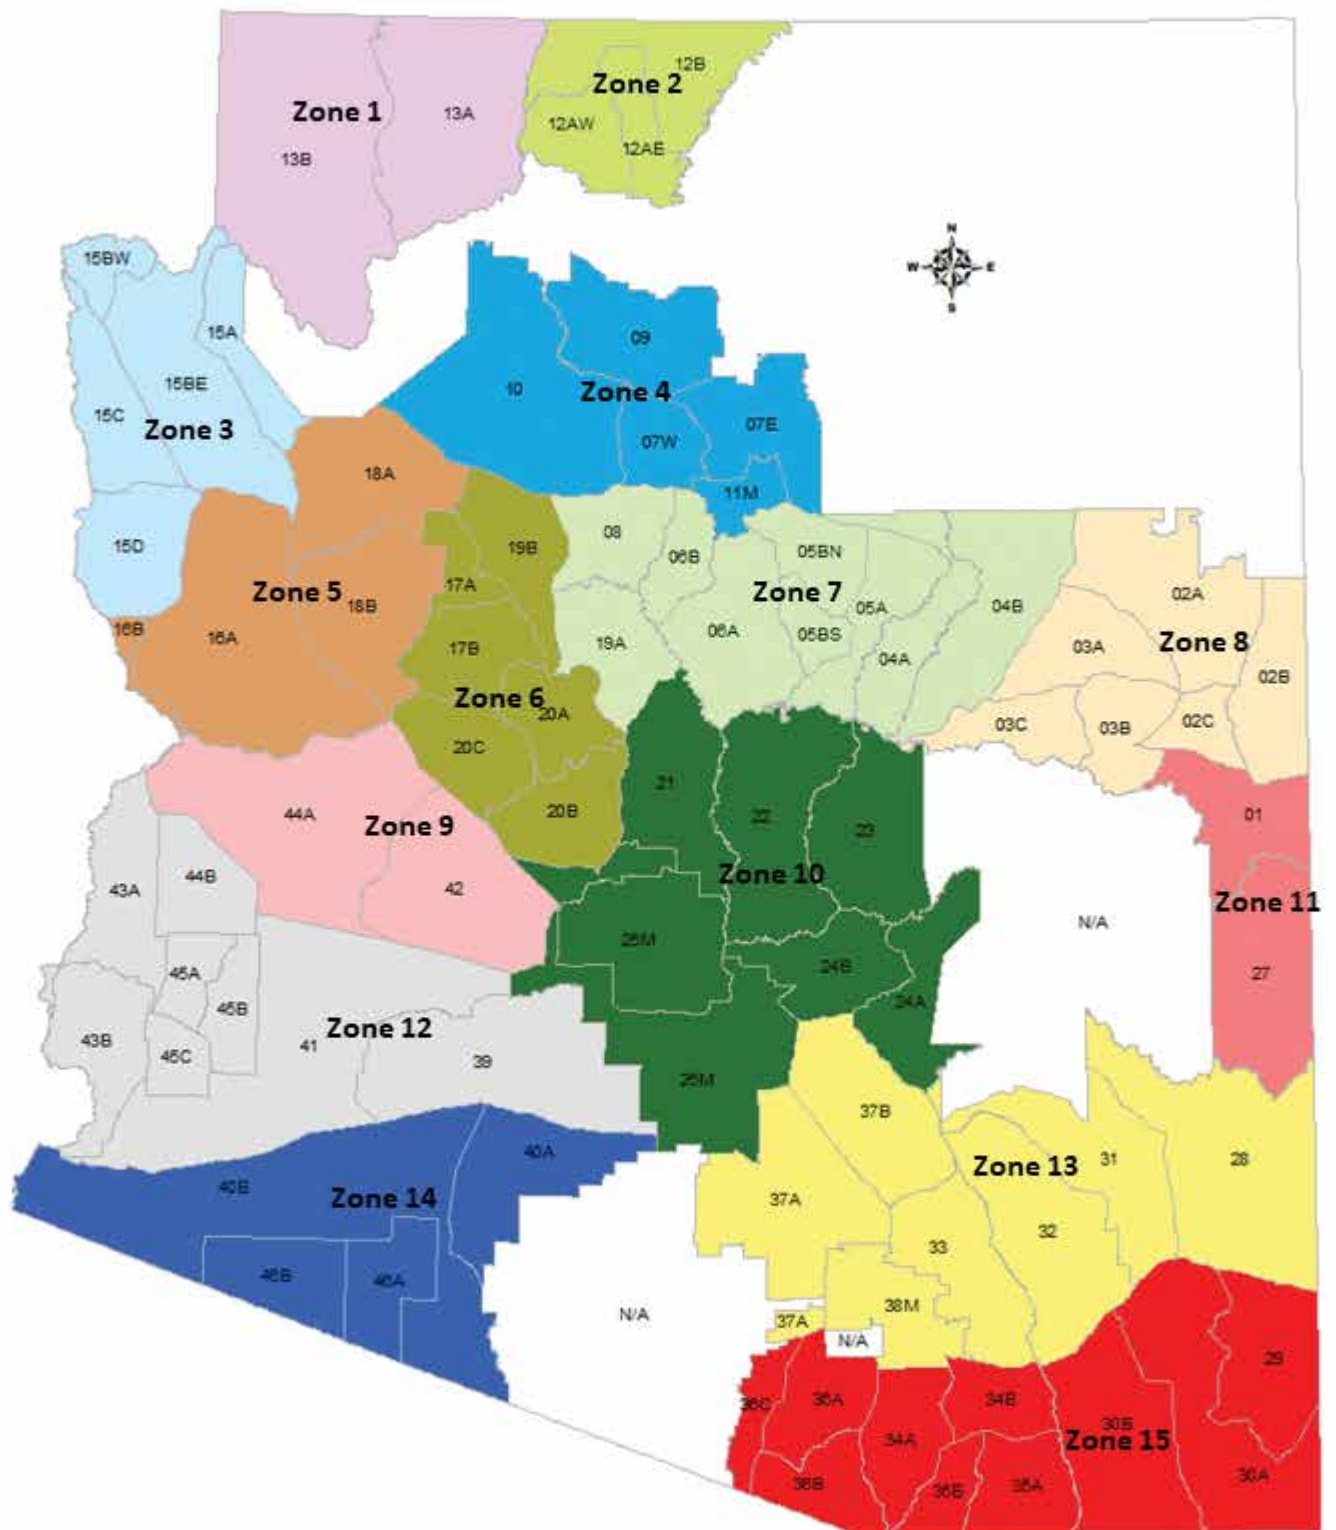 Zone 1
13A
13B
Zone 2
12B
12AW
12AE
N
W
E
S
15BW
15A
15BE
15C
Zone 3
15D
09
10
Zone 4
07E
07W
11M
18A
Zone 5
18B
16B
16A
19B
17A
17B
Zone 6
20A
20C
20B
08
06B
05BN
Zone 7
05A
04B
19A
06A
05BS
04A
02A
03A
Zone 8
02B
03C
03B
02C
44A
Zone 9
42
21
22
23
Zone 10
25M
24B
24A
26M
01
Zone 11
27
N/A
43A
44B
45A
45B
43B
45C
41
Zone 12
39
40A
40B
Zone 14
46B
46A
N/A
37B
Zone 13
31
28
37A
33
32
38M
37A
N/A
29
36C
36A
34B
30B
34A
Zone 15
36B
35B
35A
30A